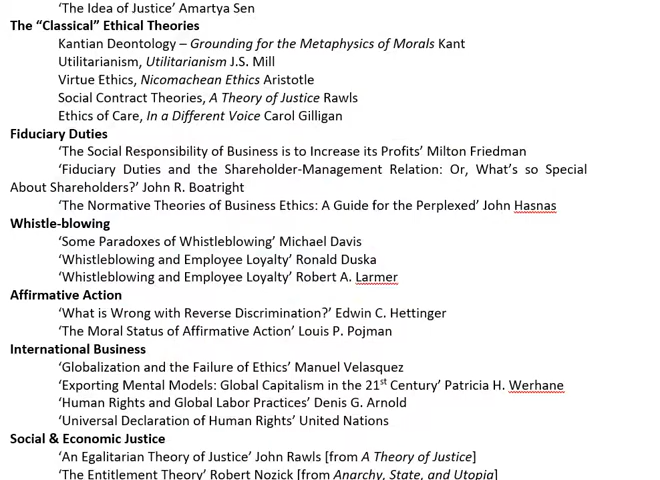 ‘The Idea of Justice’ Amartya Sen
The “Classical” Ethical Theories
Kantian Deontology – Grounding for the Metaphysics of Morals Kant
Utilitarianism, Utilitarianism J.S. Mill
Virtue Ethics, Nicomachean Ethics Aristotle
Social Contract Theories, A Theory of Justice Rawls
Ethics of Care, In a Different Voice Carol Gilligan
Fiduciary Duties
‘The Social Responsibility of Business is to Increase its Profits’ Milton Friedman
‘Fiduciary Duties and the Shareholder-Management Relation: Or, What’s so Special
About Shareholders?’ John R. Boatright
‘The Normative Theories of Business Ethics: A Guide for the Perplexed’ John Hasnas
Whistle-blowing
‘Some Paradoxes of Whistleblowing’ Michael Davis
‘Whistleblowing and Employee Loyalty’ Ronald Duska
‘Whistleblowing and Employee Loyalty’ Robert A. Larmer
Affirmative Action
‘What is Wrong with Reverse Discrimination?’ Edwin C. Hettinger
‘The Moral Status of Affirmative Action’ Louis P. Pojman
International Business
‘Globalization and the Failure of Ethics’ Manuel Velasquez
‘Exporting Mental Models: Global Capitalism in the 21st Century’ Patricia H. Werhane
‘Human Rights and Global Labor Practices’ Denis G. Arnold
‘Universal Declaration of Human Rights’ United Nations
Social & Economic Justice
‘An Egalitarian Theory of Justice’ John Rawls [from A Theory of Justice]
‘The Entitlement Theory’ Robert Nozick [from Anarchy, State, and Utopia]